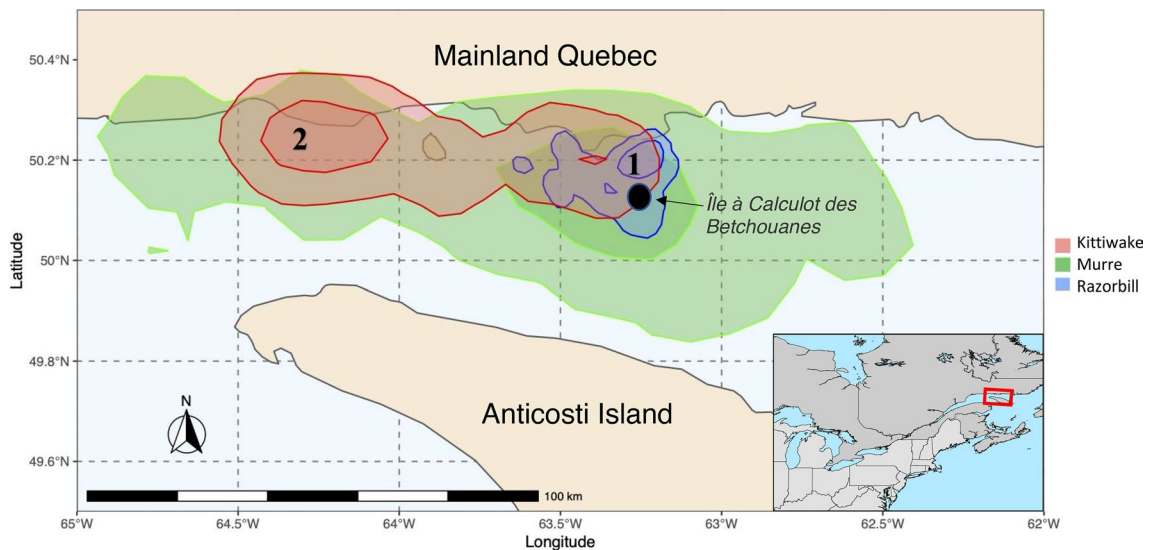 50.4°N
50.2°N
50°N
49.8°N
49.6°N
Latitude
Mainland Quebec
2
1
Île à Calculot des
Betchouanes
Anticosti Island
N
100 km
65°W
64.5°W
64°W
63.5°W
63°W
62.5°W
62°W
Longitude
Kittiwake
Murre
Razorbill